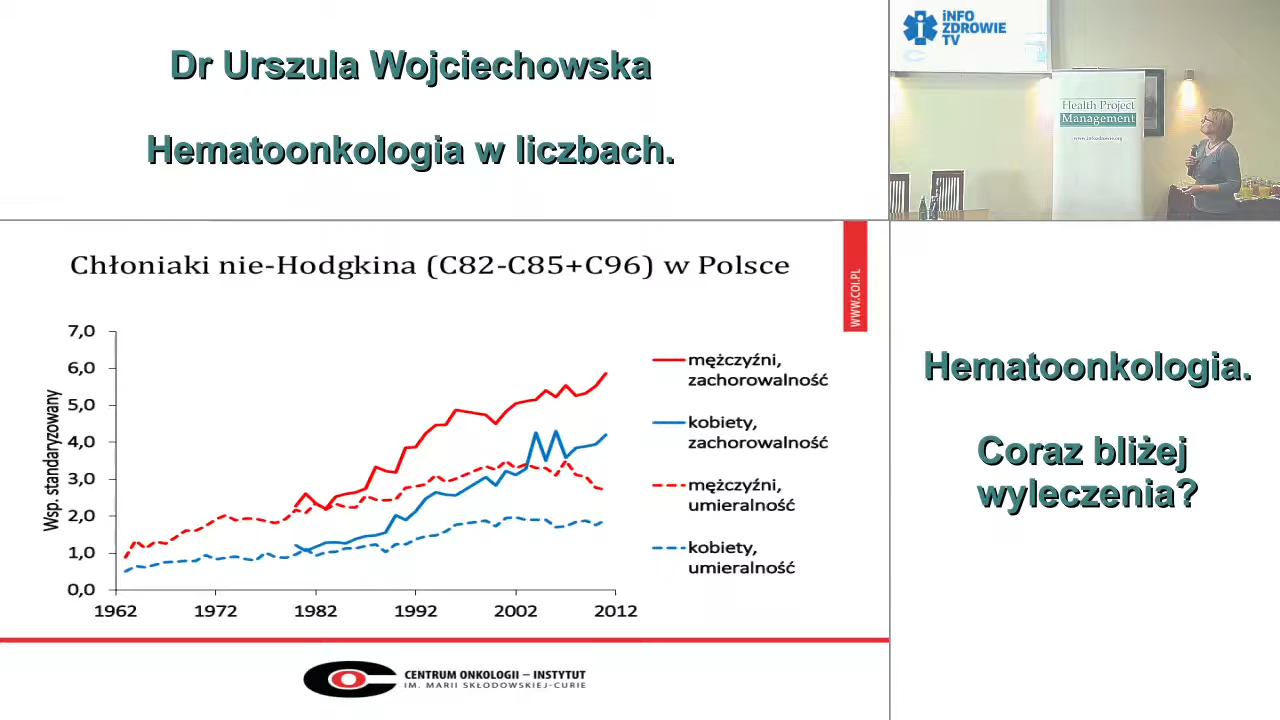 Dr Urszula Wojciechowska
Hematoonkologia w liczbach.
iNFO
ZDROWIE
TV
Health Project
Management
www.infozdrowie.org
Chłoniaki nie-Hodgkina (C82-C85+C96) w Polsce
WWW.COI.PL
Wsp. standaryzowany
7,0
6,0
5,0
4,0
3,0
2,0
1,0
0,0
1962 1972 1982 1992 2002 2012
mężczyźni,
zachorowalność
kobiety,
zachorowalność
mężczyźni,
umieralność
kobiety,
umieralność
Hematoonkologia.
Coraz bliżej
wyleczenia?
CENTRUM ONKOLOGII – INSTYTUT
IM. MARII SKŁODOWSKIEJ-CURIE